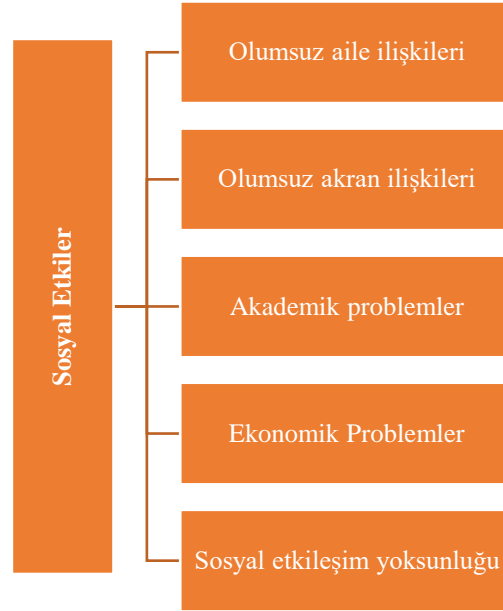 Sosyal Etkiler
Olumsuz aile ilişkileri
Olumsuz akran ilişkileri
Akademik problemler
Ekonomik Problemler
Sosyal etkileşim yoksunluğu